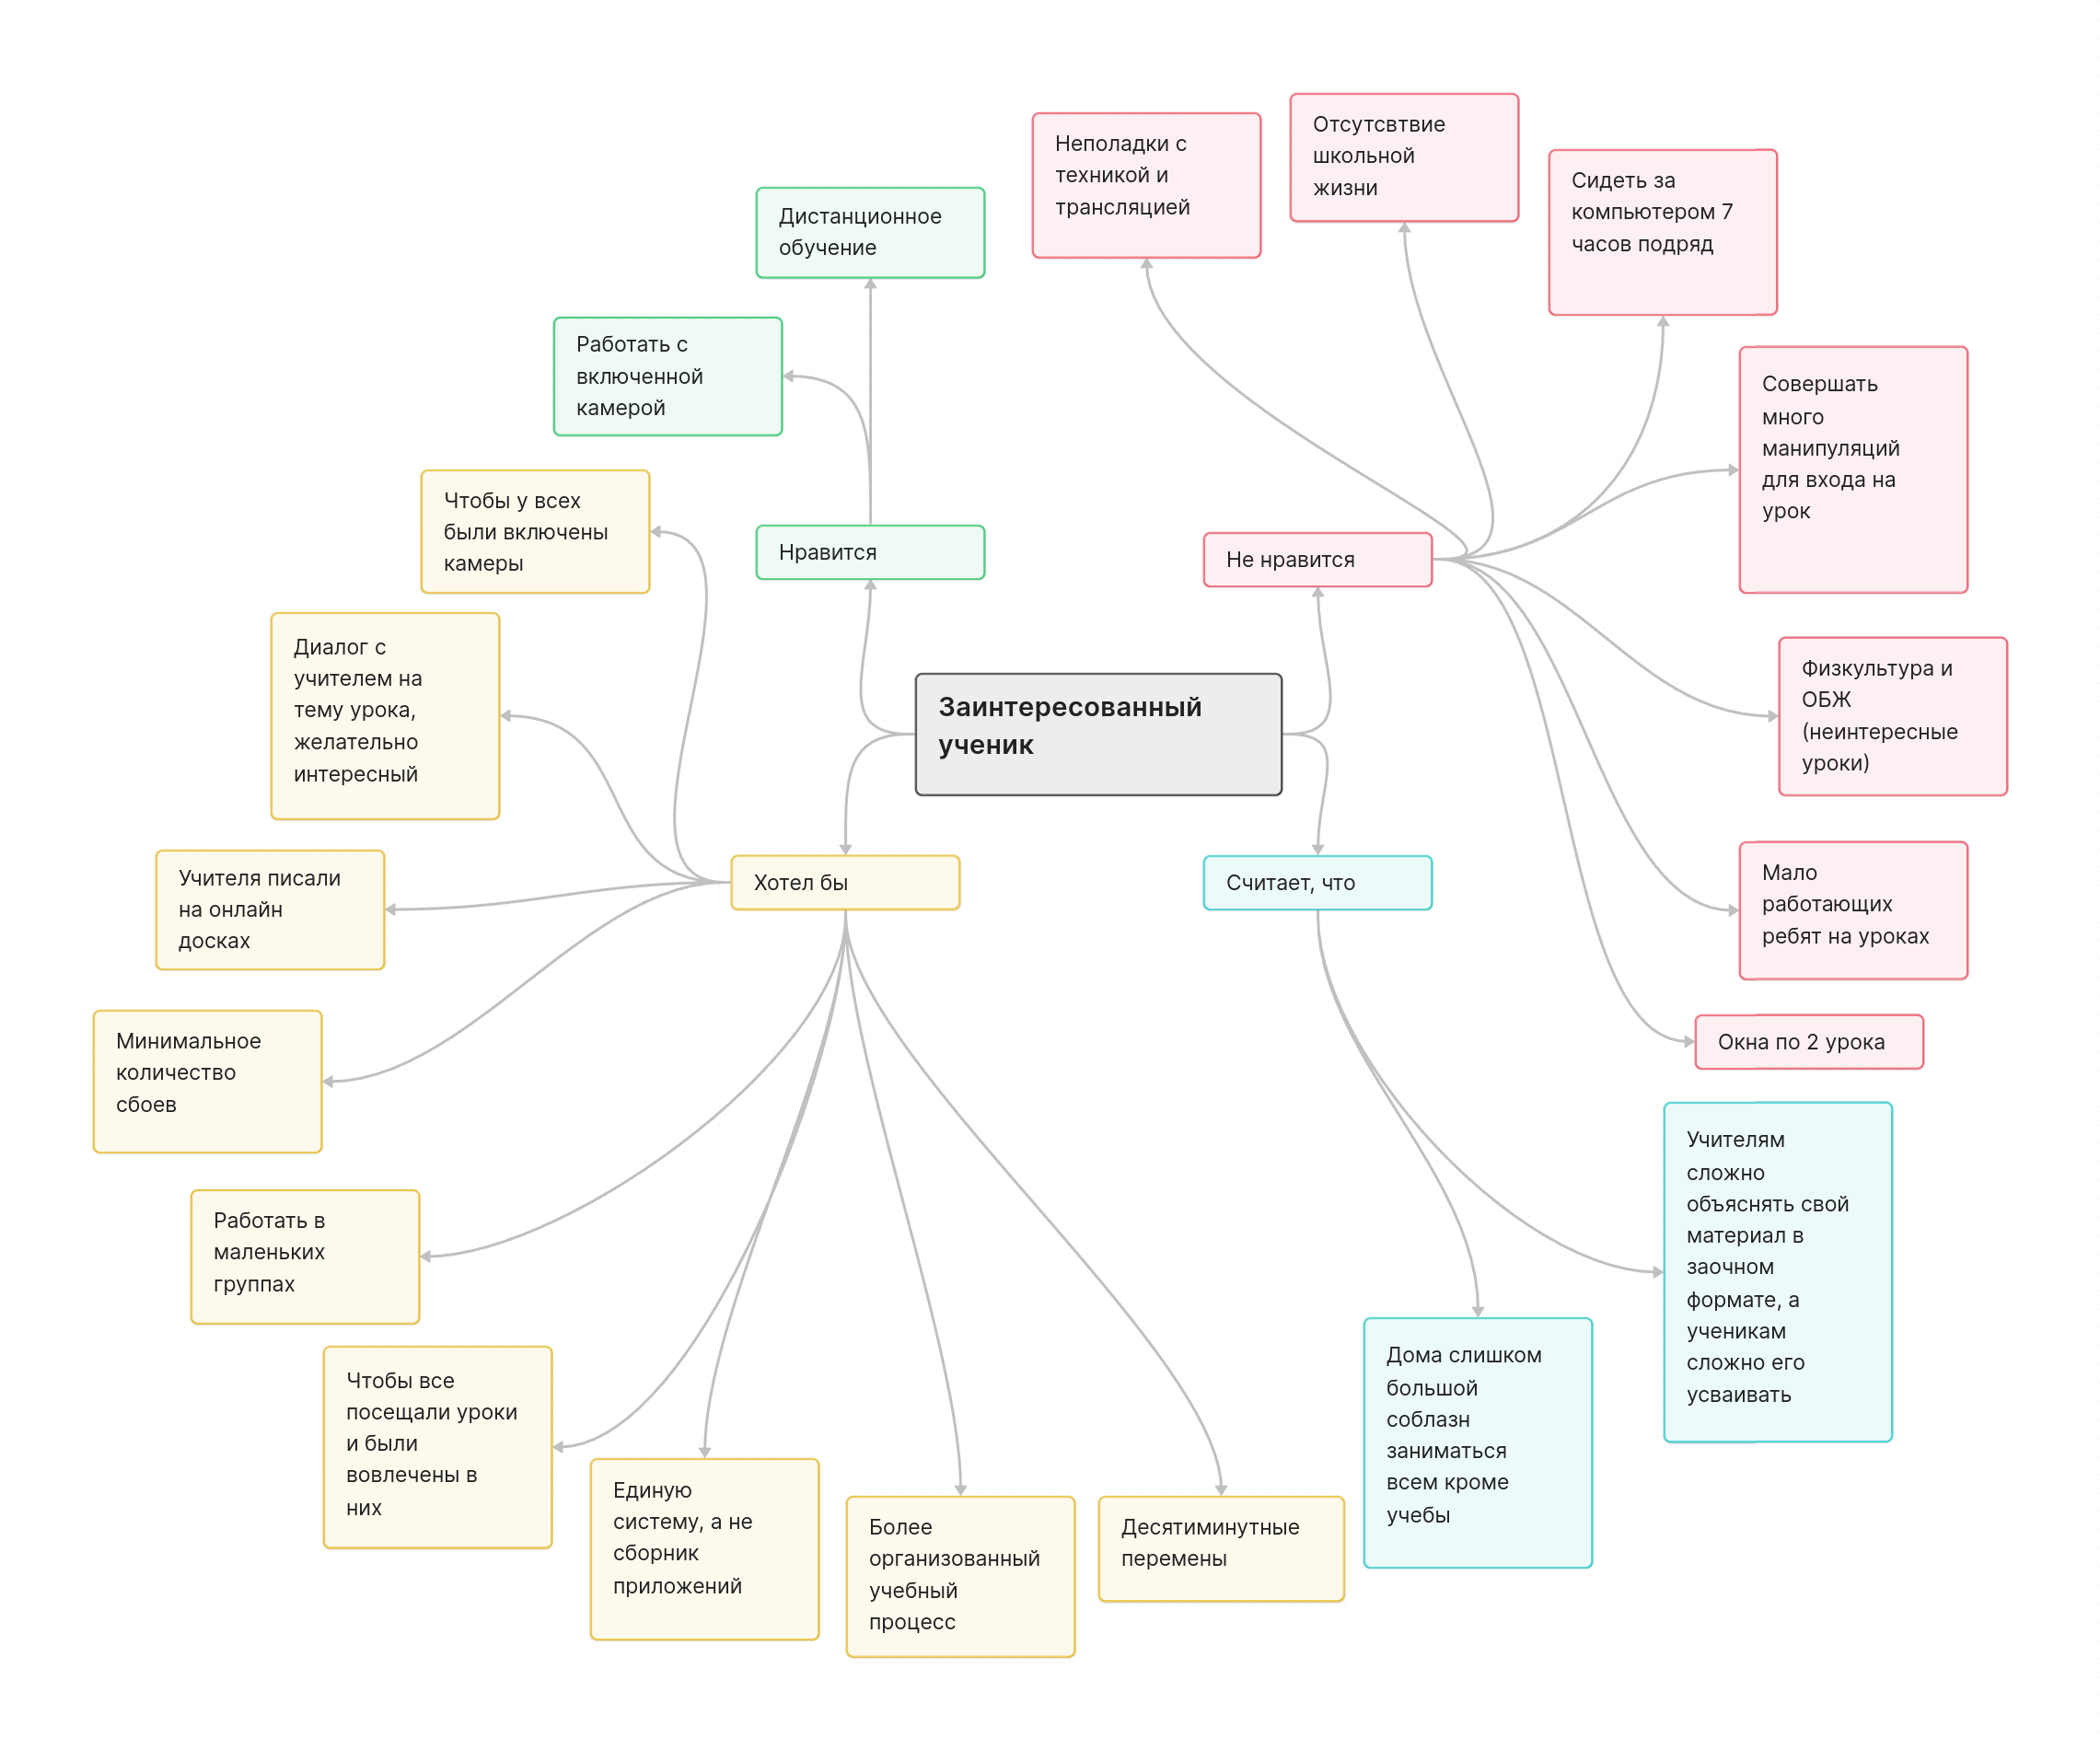 Заинтересованный
ученик
Нравится
Дистанционное
обучение
Работать с
включенной
камерой
Не нравится
Неполадки с
техникой и
трансляцией
Отсутсвтвие
школьной
жизни
Сидеть за
компьютером 7
часов подряд
Совершать
много
манипуляций
для входа на
урок
Физкультура и
ОБЖ
(неинтересные
уроки)
Мало
работающих
ребят на уроках
Окна по 2 урока
Хотел бы
Чтобы у всех
были включены
камеры
Диалог с
учителем на
тему урока,
желательно
интересный
Учителя писали
на онлайн
досках
Минимальное
количество
сбоев
Работать в
маленьких
группах
Чтобы все
посещали уроки
и были
вовлечены в
них
Единую
систему, а не
сборник
приложений
Более
организованный
учебный
процесс
Десятиминутные
перемены
Считает, что
Дома слишком
большой
соблазн
заниматься
всем кроме
учебы
Учителям
сложно
объяснять свой
материал в
заочном
формате, а
ученикам
сложно его
усваивать